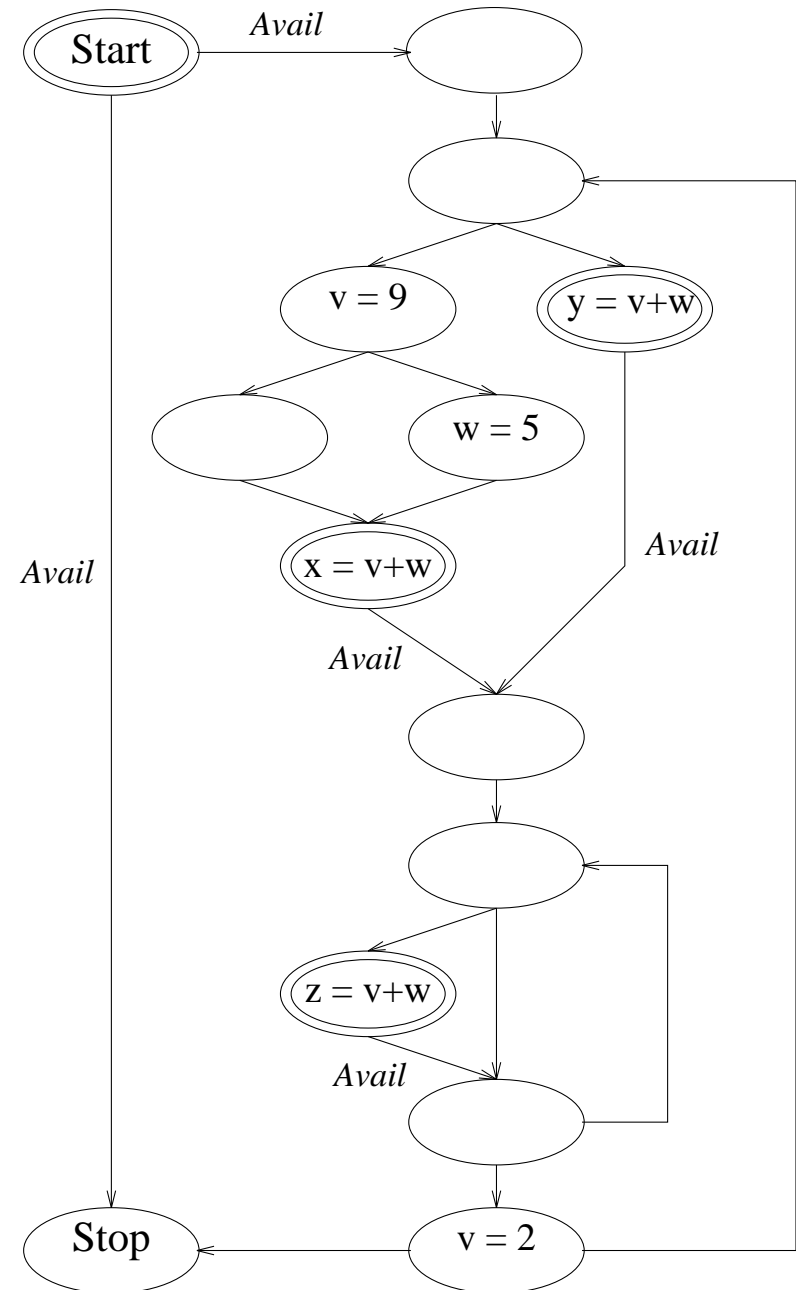 Avail
Start
v = 9
y = v+w
w = 5
Avail
x = v+w
Avail
Avail
z = v+w
Avail
Stop
v = 2